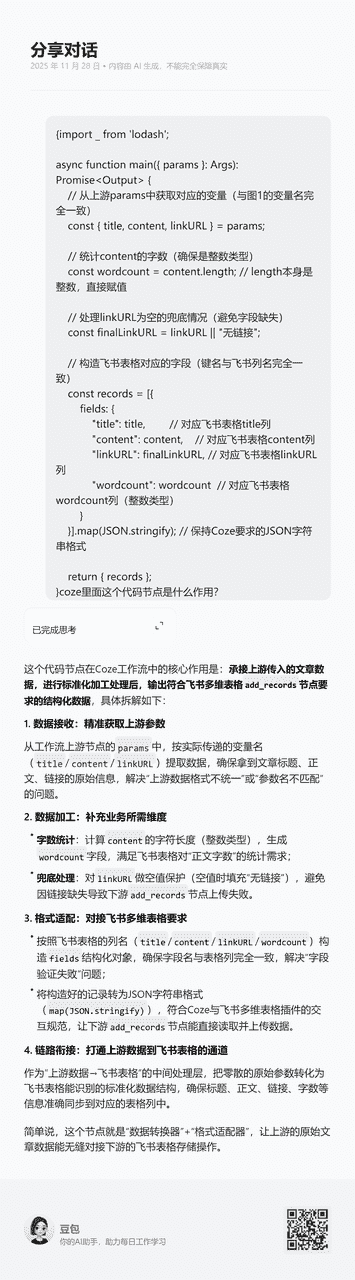 分享对话
2025 年 11 月 28 日 • 内容由 AI 生成，不能完全保障真实
{import _ from 'lodash';
async function main({ params }: Args):
Promise<Output> {
// 从上游params中获取对应的变量（与图1的变量名完
全一致）
const { title, content, linkURL } = params;
// 统计content的字数（确保是整数类型）
const wordcount = content.length; // length本身是
整数，直接赋值
// 处理linkURL为空的兜底情况（避免字段缺失）
const finalLinkURL = linkURL || "无链接";
// 构造飞书表格对应的字段（键名与飞书列名完全一
致）
const records = [{
fields: {
"title": title, // 对应飞书表格title列
"content": content, // 对应飞书表格content列
"linkURL": finalLinkURL, // 对应飞书表格linkURL
列
"wordcount": wordcount // 对应飞书表格
wordcount列（整数类型）
}
}].map(JSON.stringify); // 保持Coze要求的JSON字符
串格式
return { records };
}coze里面这个代码节点是什么作用?
已完成思考
这个代码节点在Coze工作流中的核心作用是：承接上游传入的文章数
据，进行标准化加工处理后，输出符合飞书多维表格 add_records 节点要
求的结构化数据，具体拆解如下：
1. 数据接收：精准获取上游参数
从工作流上游节点的 params 中，按实际传递的变量名
（ title / content / linkURL ）提取数据，确保拿到文章标题、正
文、链接的原始信息，解决“上游数据格式不统一”或“参数名不匹配”
的问题。
2. 数据加工：补充业务所需维度
• 字数统计：计算 content 的字符长度（整数类型），生成
wordcount 字段，满足飞书表格对“正文字数”的统计需求；
• 兜底处理：对 linkURL 做空值保护（空值时填充“无链接”），避免
因链接缺失导致下游 add_records 节点上传失败。
3. 格式适配：对接飞书多维表格要求
• 按照飞书表格的列名（ title / content / linkURL / wordcount ）构
造 fields 结构化对象，确保字段名与表格列完全一致，解决“字段
验证失败”问题；
• 将构造好的记录转为JSON字符串格式
（ map(JSON.stringify) ），符合Coze与飞书多维表格插件的交
互规范，让下游 add_records 节点能直接读取并上传数据。
4. 链路衔接：打通上游数据到飞书表格的通道
作为“上游数据→飞书表格”的中间处理层，把零散的原始参数转化为
飞书表格能识别的标准化数据结构，确保标题、正文、链接、字数等
信息准确同步到对应的表格列中。
简单说，这个节点就是“数据转换器”+“格式适配器”，让上游的原始文
章数据能无缝对接下游的飞书表格存储操作。
豆包
你的AI助手，助力每日工作学习